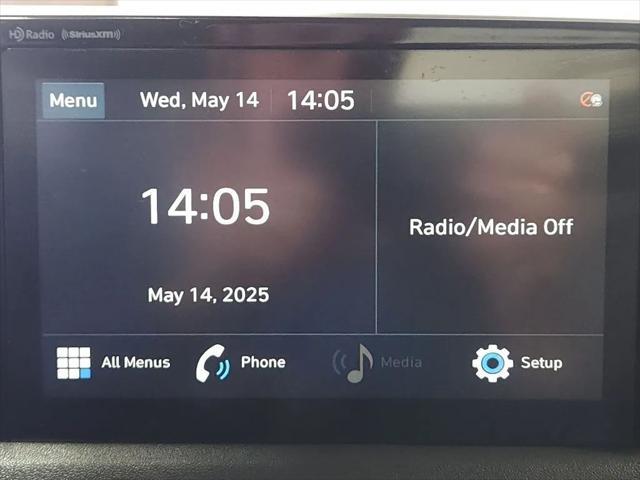 HD Radio
((SiriusXM))
Menu
Wed, May 14
14:05
14:05
May 14, 2025
Radio/Media Off
All Menus
Phone
Media
Setup